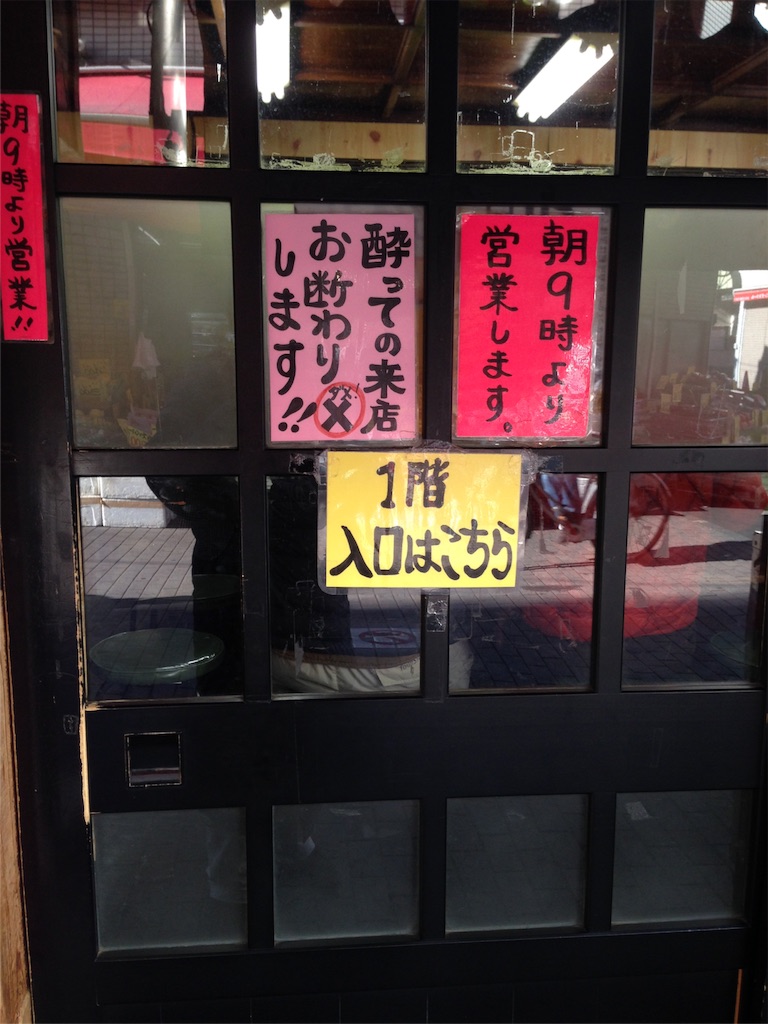 朝9時より営業!!
酔っての来店
お断わり
します!!
ダメ
朝9時より
営業します。
1階
入口はこちら